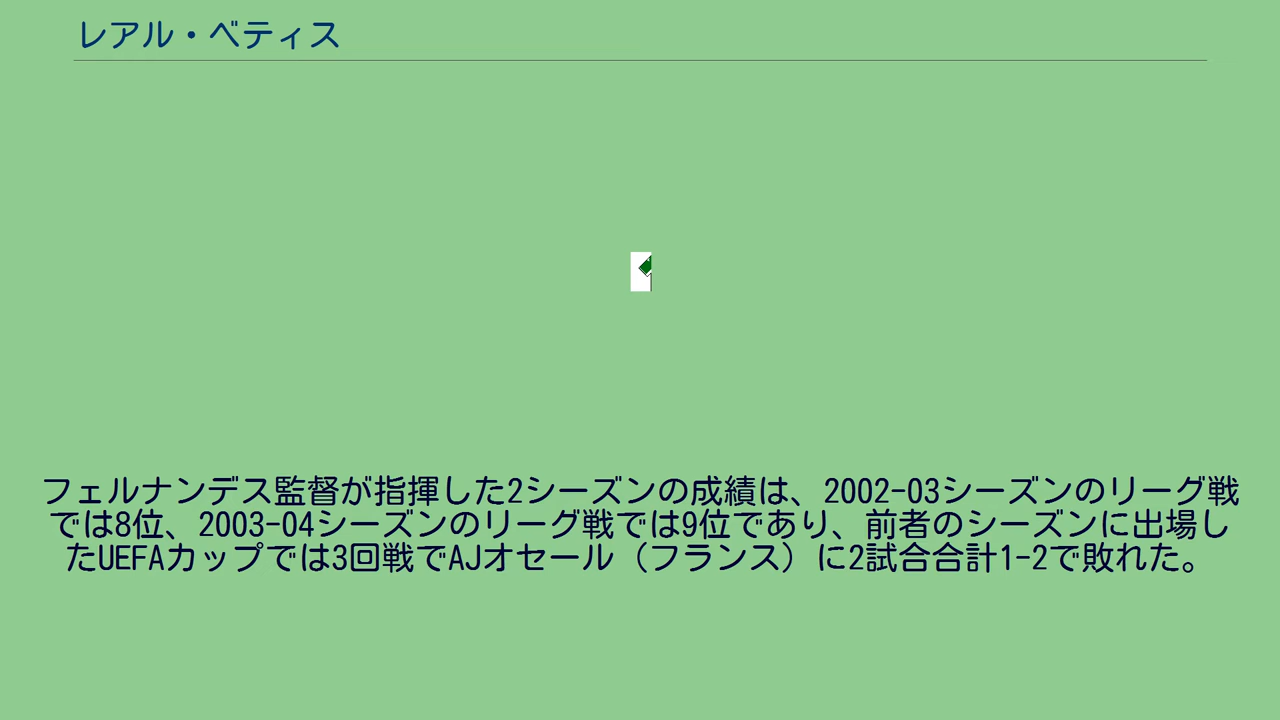 レアル・ベティス
フェルナンデス監督が指揮した2シーズンの成績は、2002-03シーズンのリーグ戦
では8位、2003-04シーズンのリーグ戦では9位であり、前者のシーズンに出場し
たUEFAカップでは3回戦でAJオセール（フランス）に2試合合計1-2で敗れた。